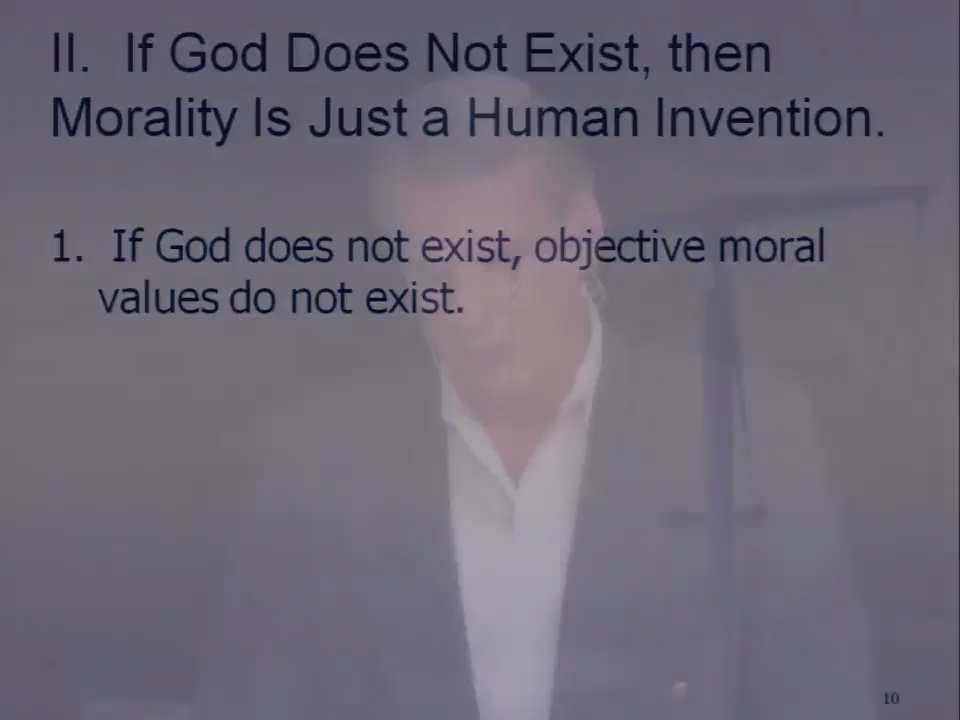 II. If God Does Not Exist, then
Morality Is Just a Human Invention.
1. If God does not exist, objective moral
values do not exist.
10